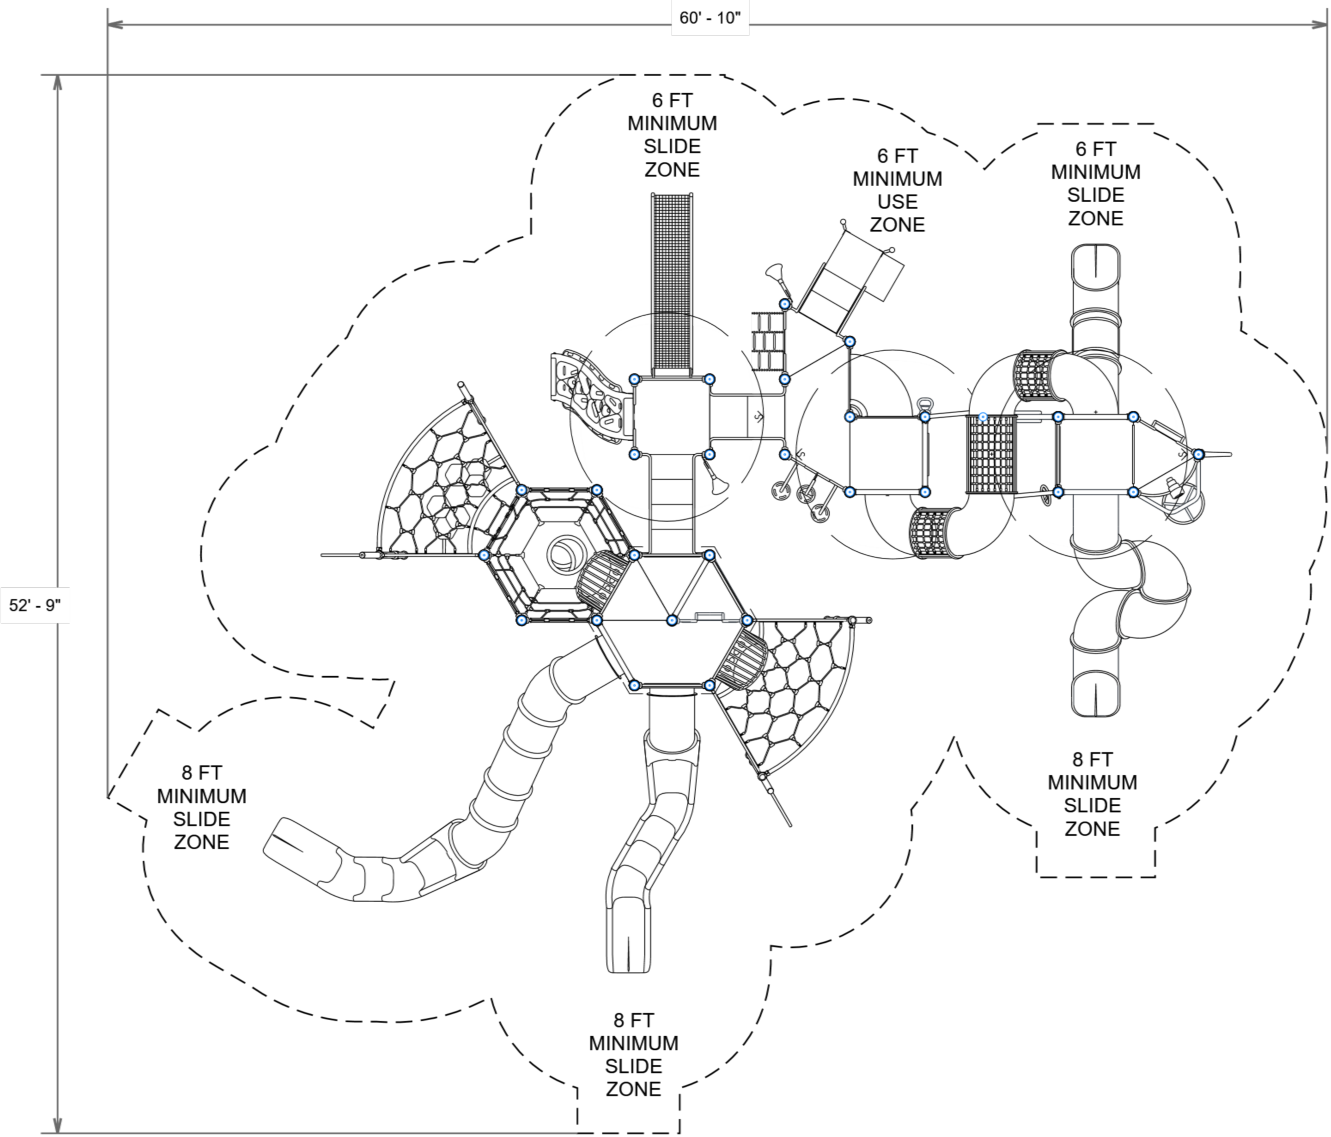 60' - 10"
6 FT
MINIMUM
SLIDE
ZONE
6 FT
MINIMUM
USE
ZONE
6 FT
MINIMUM
SLIDE
ZONE
52' - 9"
8 FT
MINIMUM
SLIDE
ZONE
8 FT
MINIMUM
SLIDE
ZONE
8 FT
MINIMUM
SLIDE
ZONE